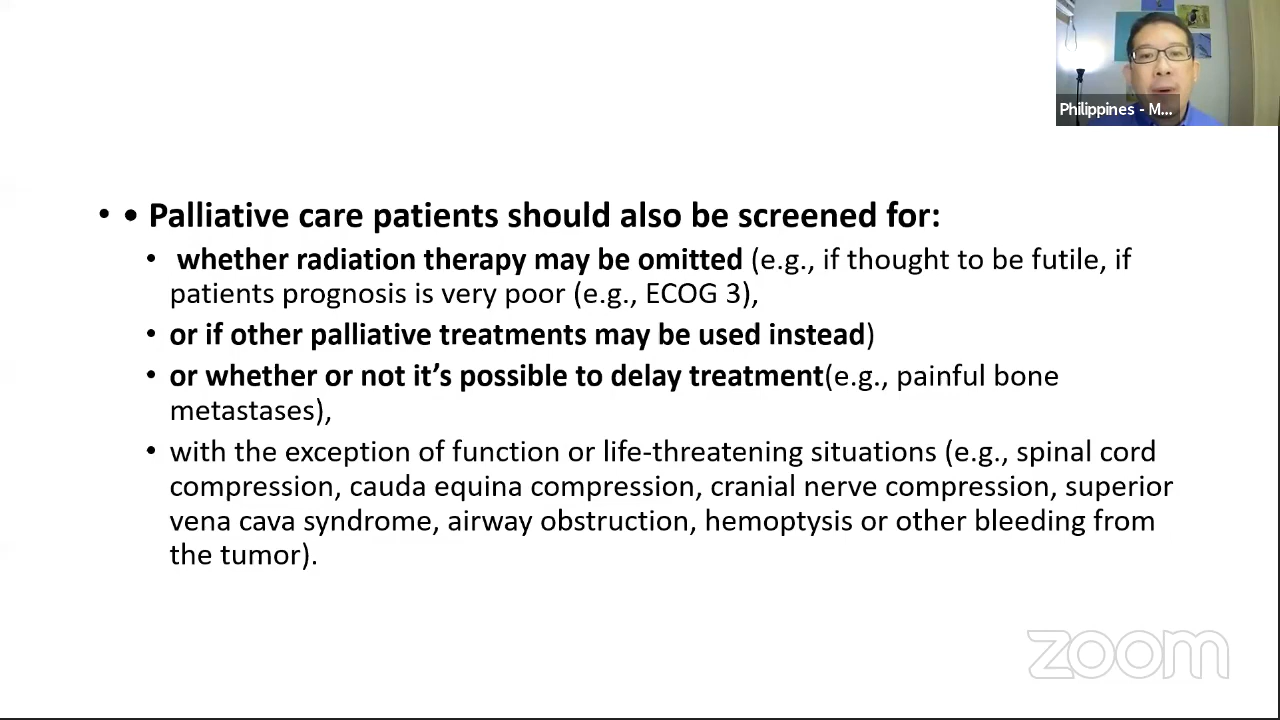 Philippines - M...
• • Palliative care patients should also be screened for:
• whether radiation therapy may be omitted (e.g., if thought to be futile, if
patients prognosis is very poor (e.g., ECOG 3),
• or if other palliative treatments may be used instead)
• or whether or not it’s possible to delay treatment(e.g., painful bone
metastases),
• with the exception of function or life-threatening situations (e.g., spinal cord
compression, cauda equina compression, cranial nerve compression, superior
vena cava syndrome, airway obstruction, hemoptysis or other bleeding from
the tumor).
zoom